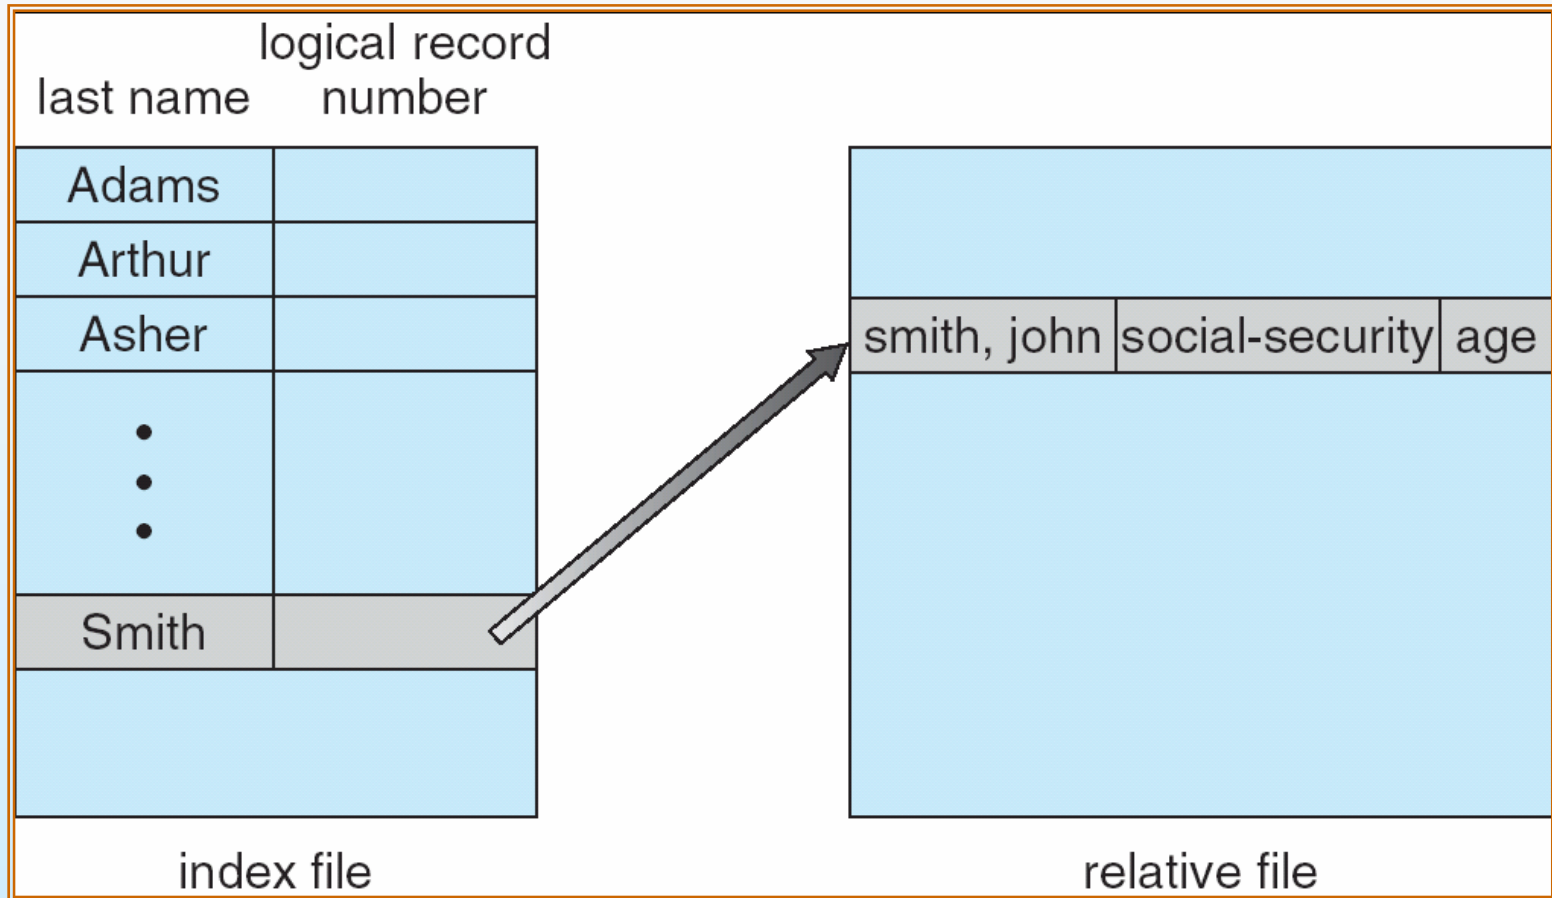 logical record
last name number
Adams
Arthur
Asher
Smith
smith, john social-security age
index file
relative file